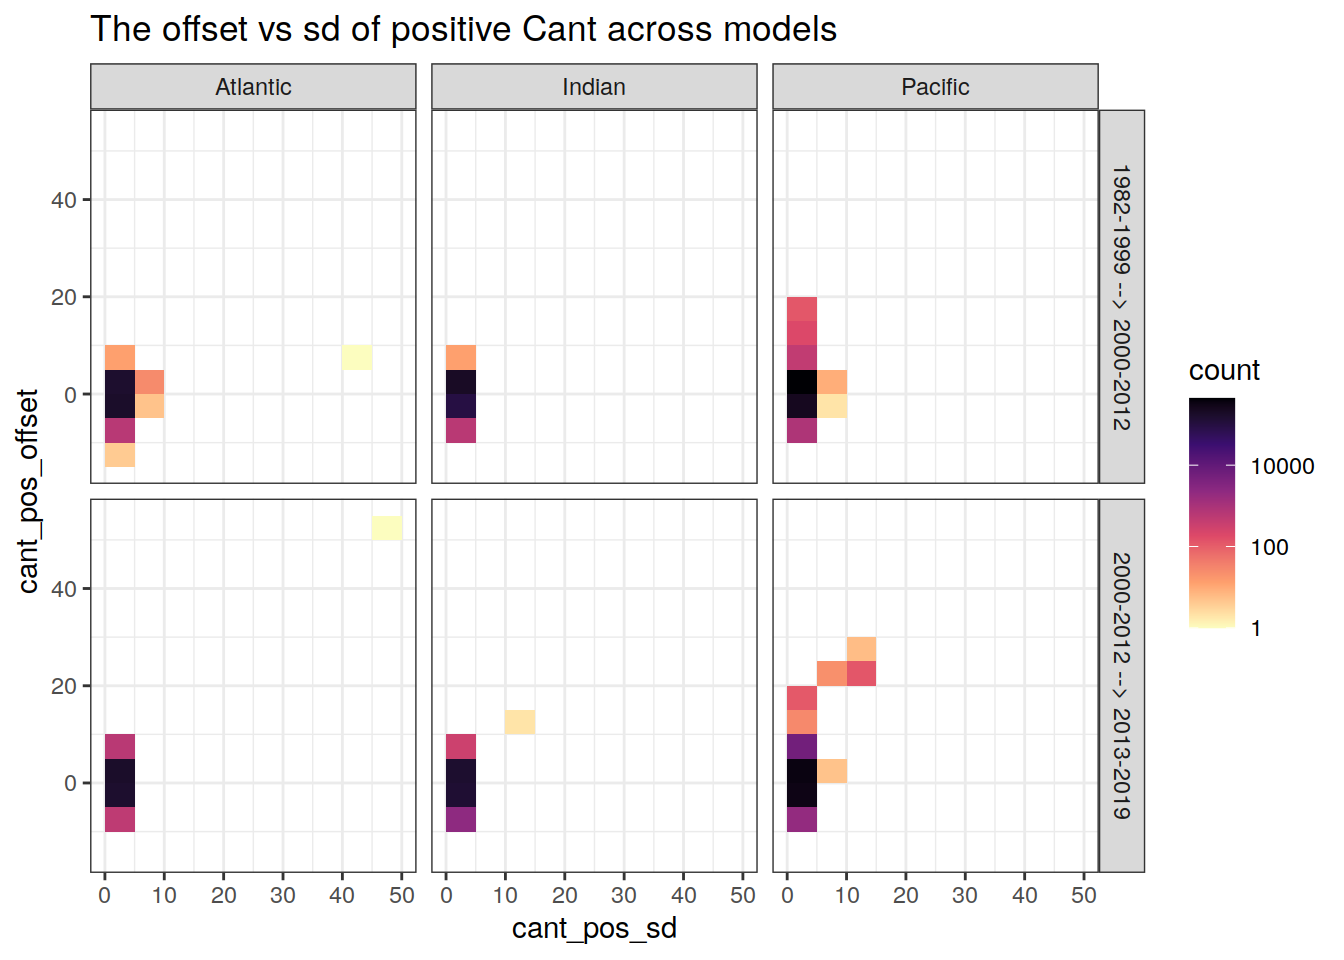 The offset vs sd of positive Cant across models
Atlantic
Indian
Pacific
40
20
0
1982-1999 --> 2000-2012
40
20
0
2000-2012 --> 2013-2019
cant_pos_offset
0 10 20 30 40 50
0 10 20 30 40 50
0 10 20 30 40 50
cant_pos_sd
count
10000
100
1